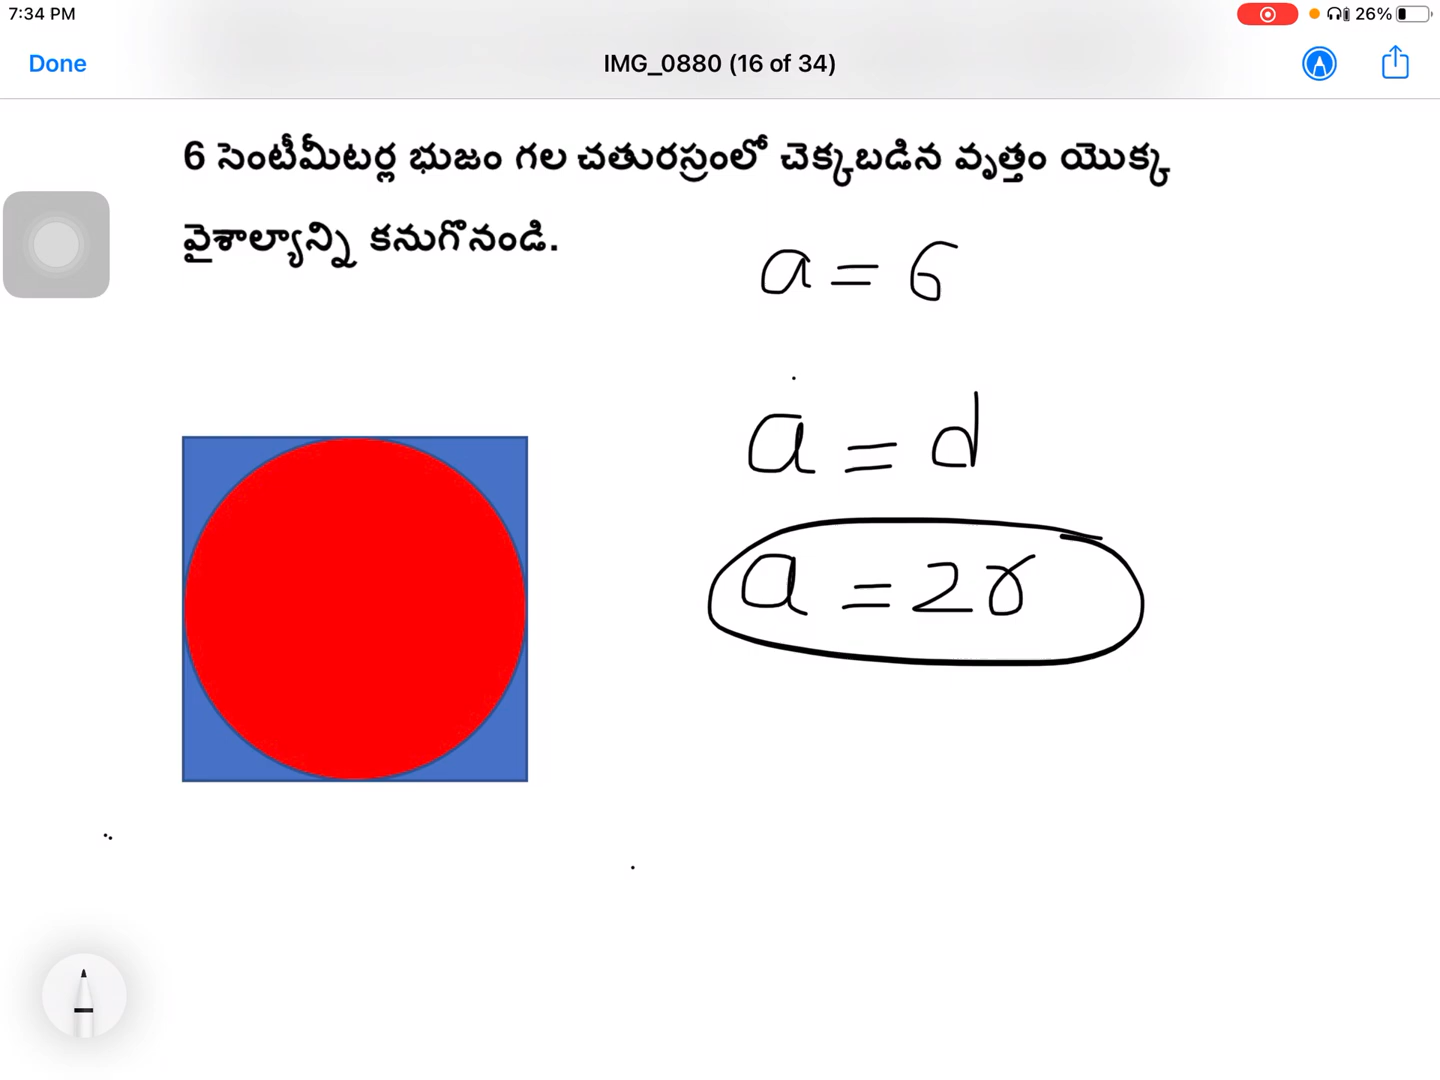 7:34 PM
26%
Done
IMG_0880 (16 of 34)
6 సెంటీమీటర్ల భుజం గల చతురస్రంలో చెక్కబడిన వృత్తం యొక్క
వైశాల్యాన్ని కనుగొనండి.
a = 6
a = d
a = 2r